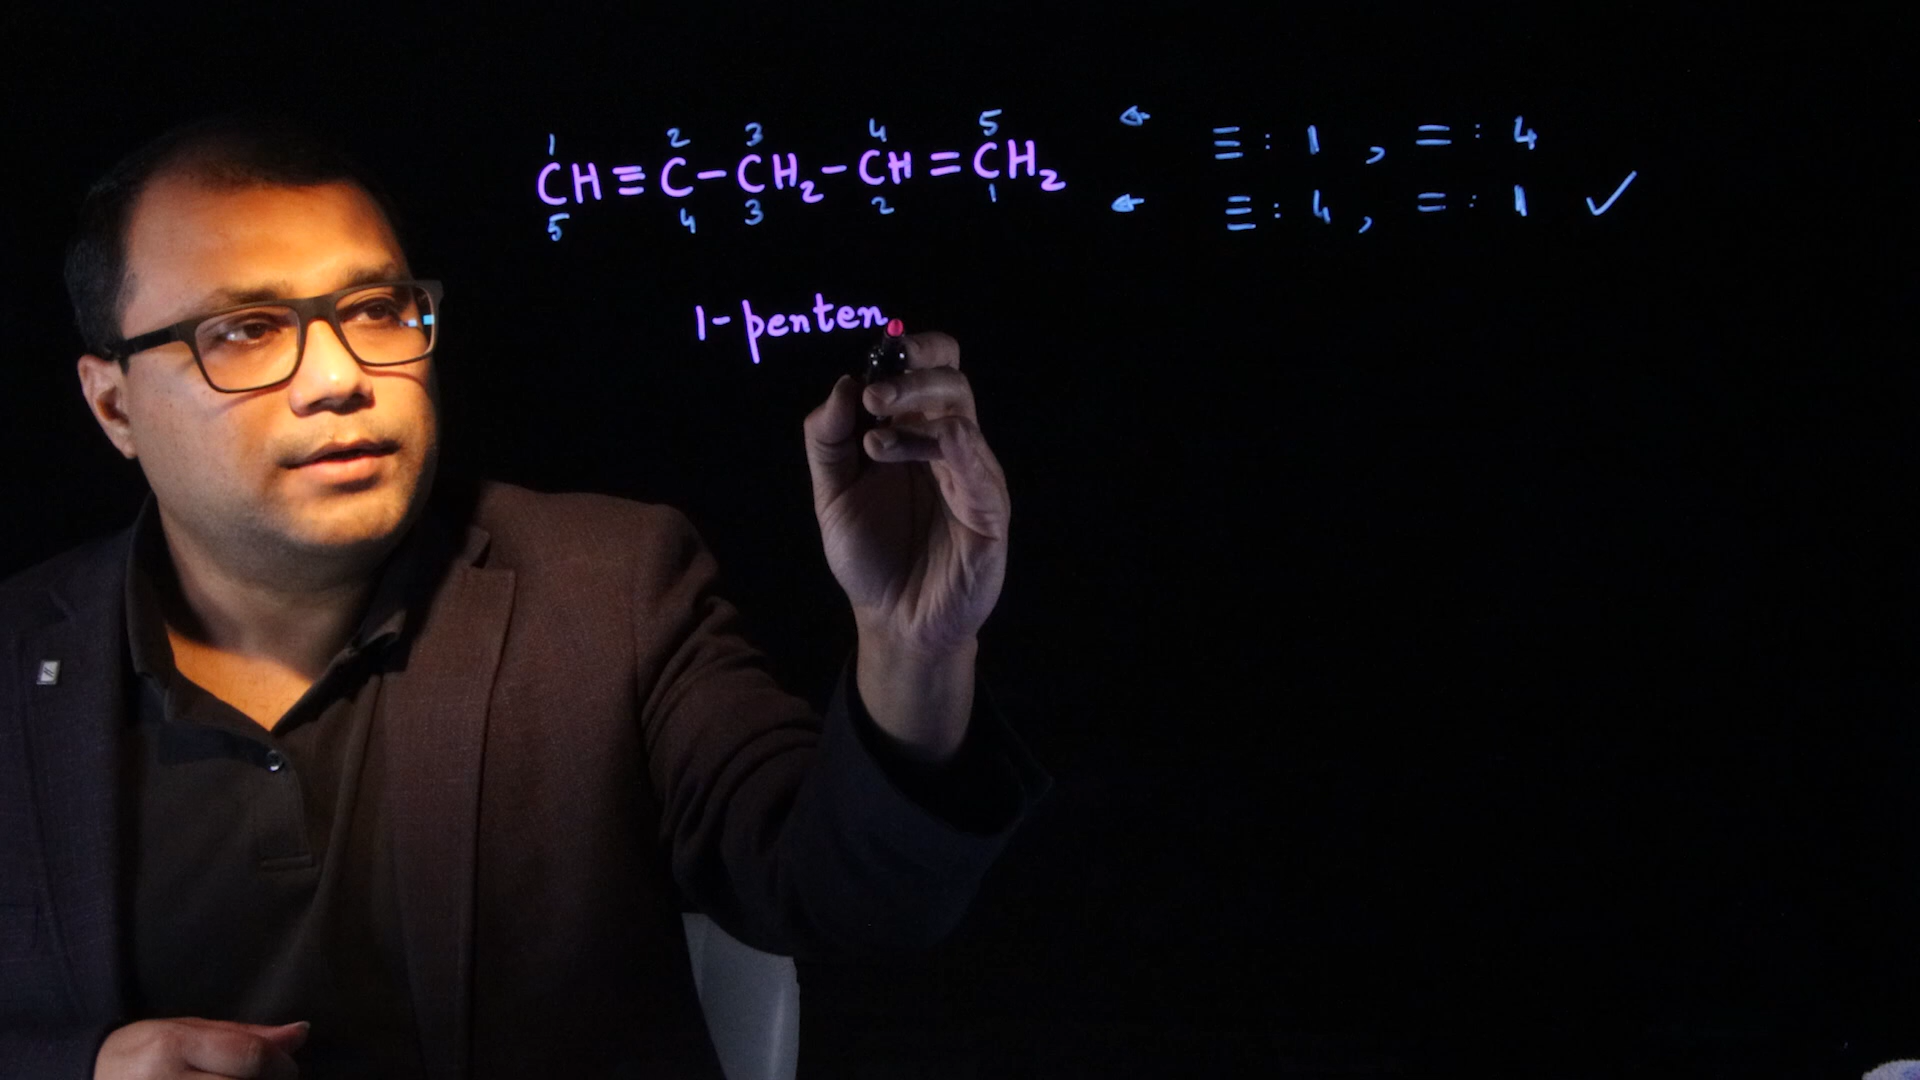 1 2 3 4 5
CH≡C-CH₂-CH=CH₂
5 4 3 2 1
← ≡ : 1 , = : 4
← ≡ : 4 , = : 1 ✓
1-penten